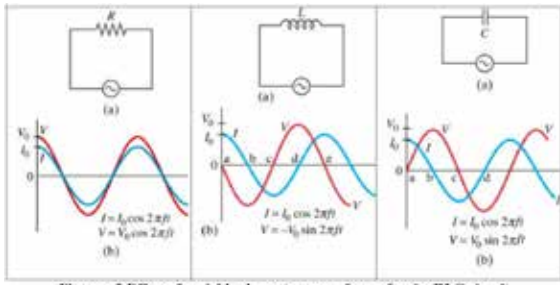 R
(a)
V₀
V
I₀
I
0
I = I₀ cos 2πft
V = V₀ cos 2πft
(b)
L
(a)
V₀
I₀
I
V
0
a
b
c
d
e
V
I = I₀ cos 2πft
V = −V₀ sin 2πft
(b)
C
(a)
V₀
I₀
V
I
V
0
a
b
c
d
I
I = I₀ cos 2πft
V = V₀ sin 2πft
(b)